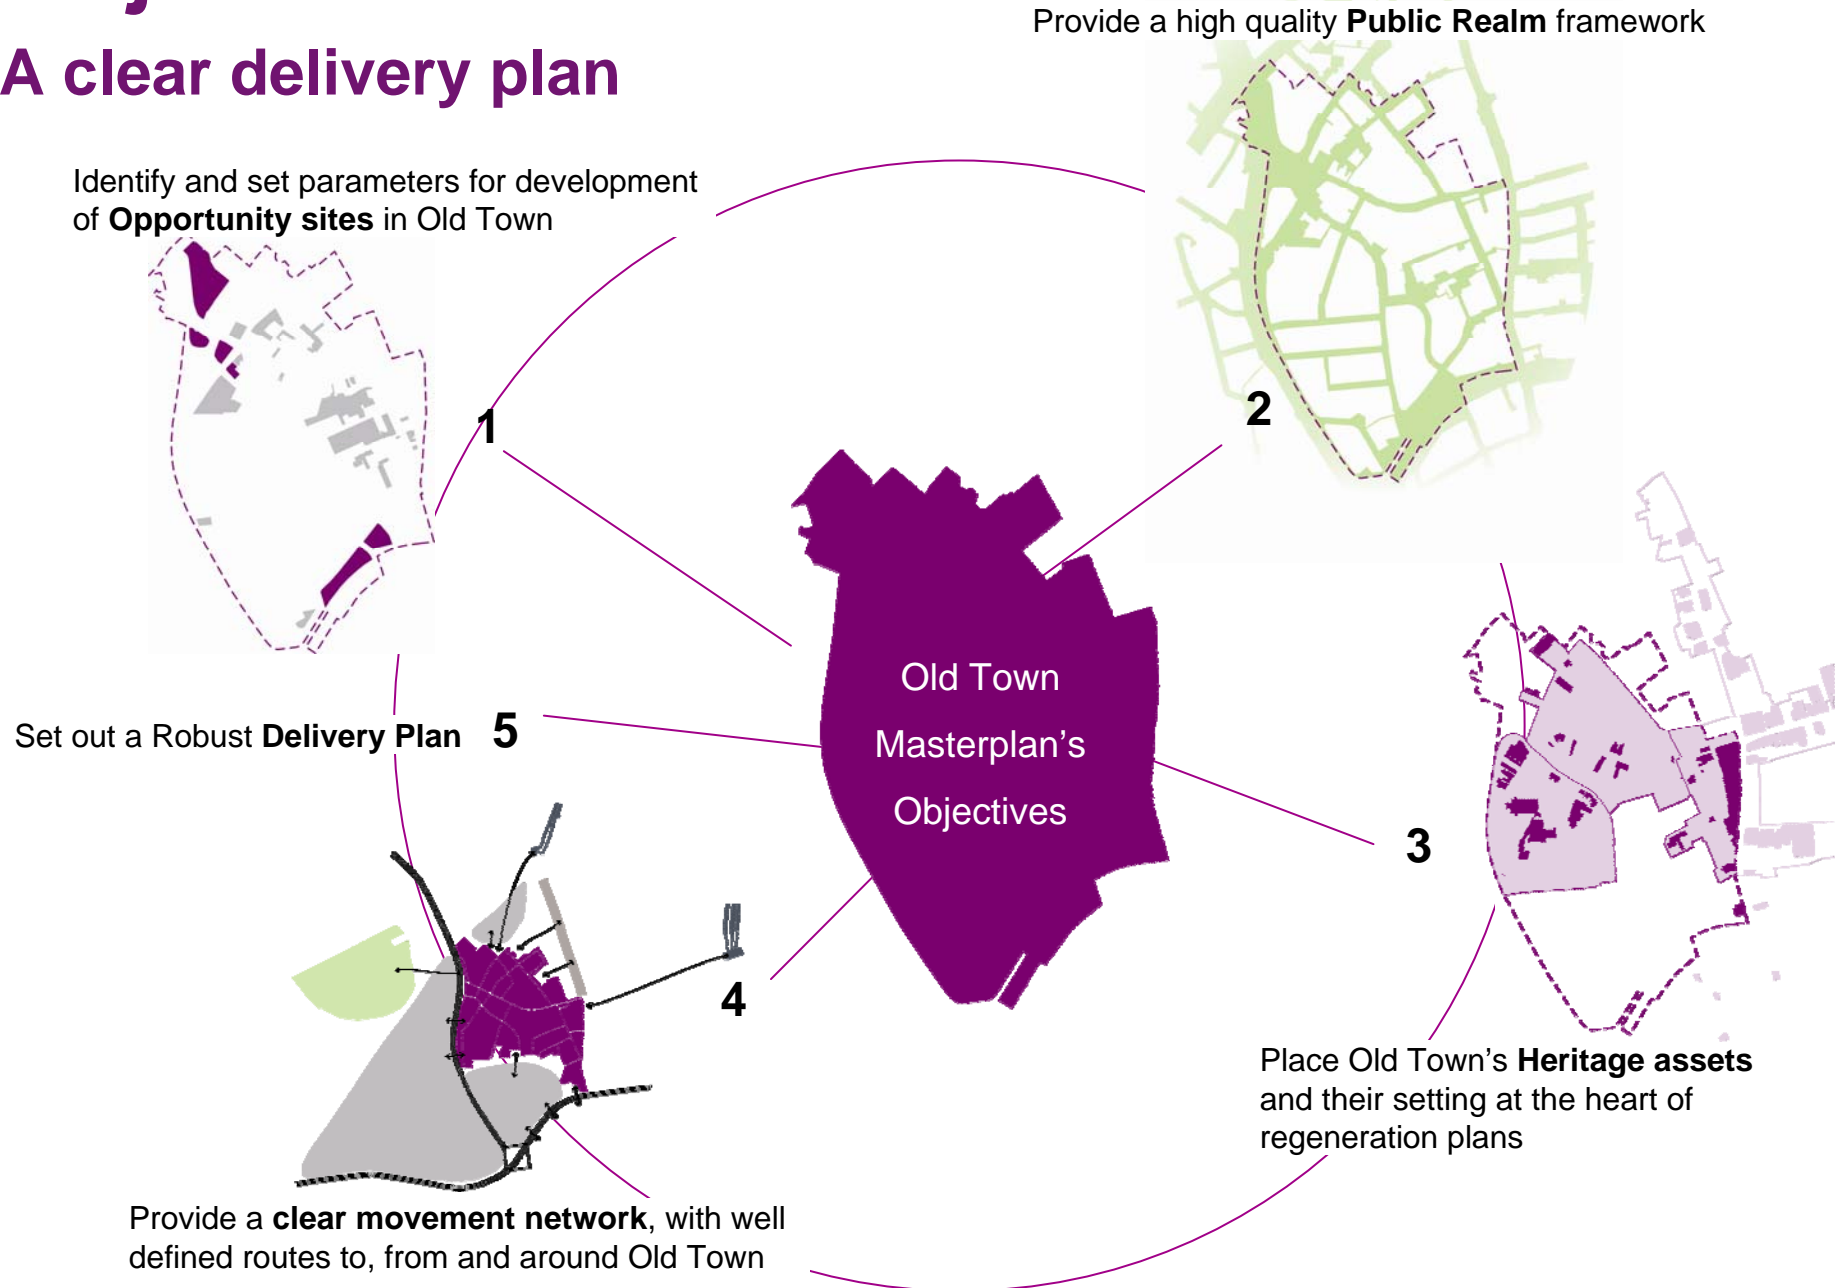 A clear delivery plan
Provide a high quality Public Realm framework
Identify and set parameters for development
of Opportunity sites in Old Town
1
2
Old Town
Masterplan's
Objectives
Set out a Robust Delivery Plan 5
3
4
Place Old Town's Heritage assets
and their setting at the heart of
regeneration plans
Provide a clear movement network, with well
defined routes to, from and around Old Town